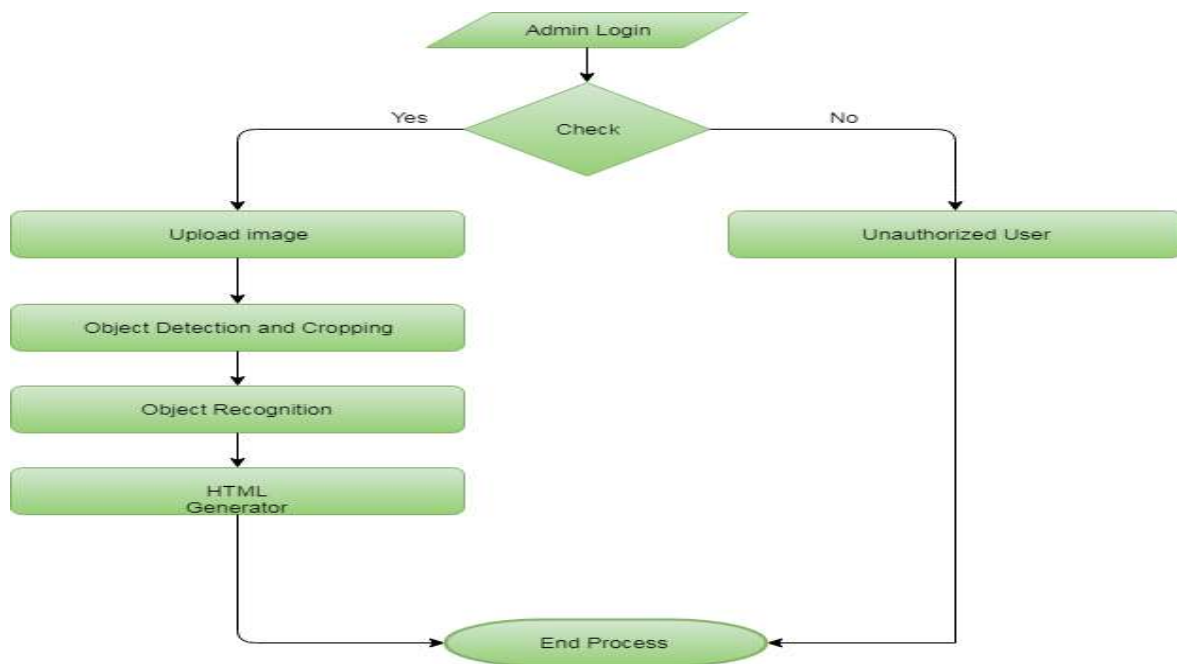 Admin Login
Check
Yes
No
Upload image
Unauthorized User
Object Detection and Cropping
Object Recognition
HTML
Generator
End Process